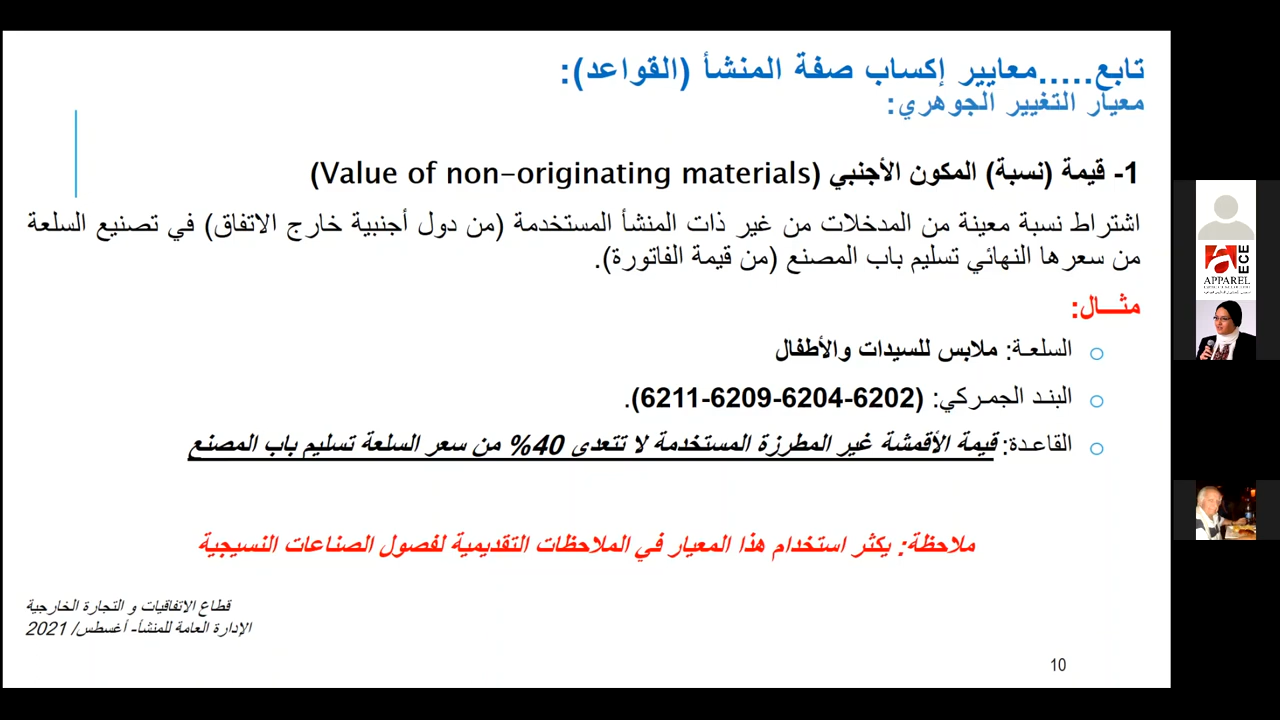 تابع.....معايير إكساب صفة المنشأ (القواعد):
معيار التغيير الجوهري:
1- قيمة (نسبة) المكون الأجنبي (Value of non-originating materials)
اشتراط نسبة معينة من المدخلات من غير ذات المنشأ المستخدمة (من دول أجنبية خارج الاتفاق) في تصنيع السلعة
من سعرها النهائي تسليم باب المصنع (من قيمة الفاتورة).
مثـــال:
السلعـة: ملابس للسيدات والأطفال
البنـد الجمـركي: (6202-6204-6209-6211).
القاعـدة: قيمة الأقمشة غير المطرزة المستخدمة لا تتعدى 40% من سعر السلعة تسليم باب المصنع
ملاحظة: يكثر استخدام هذا المعيار في الملاحظات التقديمية لفصول الصناعات النسيجية
قطاع الاتفاقيات و التجارة الخارجية
الإدارة العامة للمنشأ- أغسطس/ 2021
10
ECE
APPAREL